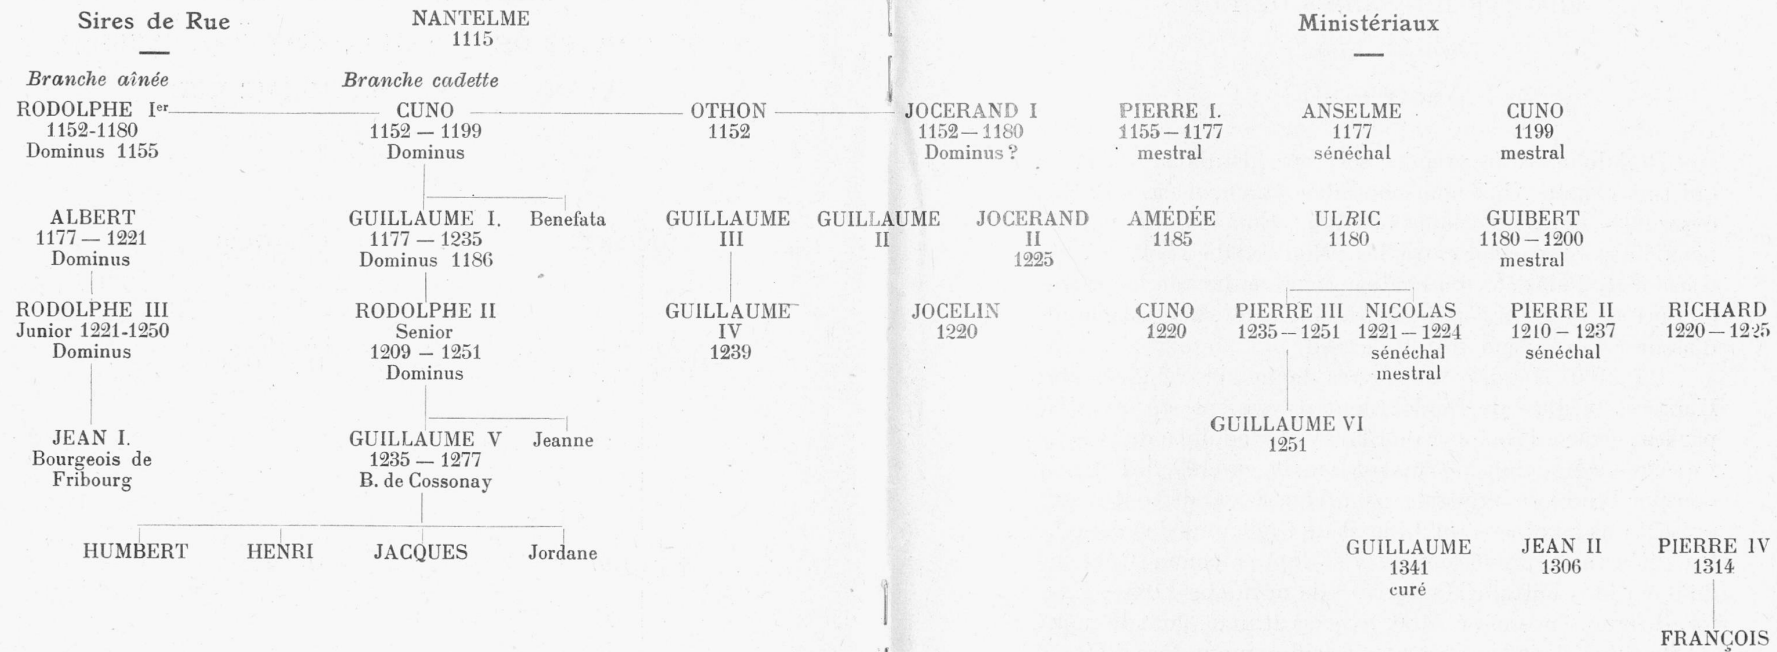 Sires de Rue
NANTELME
1115
Ministériaux
Branche aînée
Branche cadette
RODOLPHE Iᵉʳ
1152-1180
Dominus 1155
CUNO
1152 — 1199
Dominus
OTHON
1152
JOCERAND I
1152 — 1180
Dominus ?
PIERRE I.
1155 — 1177
mestral
ANSELME
1177
sénéchal
CUNO
1199
mestral
ALBERT
1177 — 1221
Dominus
GUILLAUME I.
1177 — 1235
Dominus 1186
Benefata
GUILLAUME
III
GUILLAUME
II
JOCERAND
II
1225
AMÉDÉE
1185
ULRIC
1180
GUIBERT
1180 — 1200
mestral
RODOLPHE III
Junior 1221-1250
Dominus
RODOLPHE II
Senior
1209 — 1251
Dominus
GUILLAUME
IV
1239
JOCELIN
1220
CUNO
1220
PIERRE III
1235 — 1251
NICOLAS
1221 — 1224
sénéchal
mestral
PIERRE II
1210 — 1237
sénéchal
RICHARD
1220 — 1225
JEAN I.
Bourgeois de
Fribourg
GUILLAUME V
1235 — 1277
B. de Cossonay
Jeanne
GUILLAUME VI
1251
HUMBERT
HENRI
JACQUES
Jordane
GUILLAUME
1341
curé
JEAN II
1306
PIERRE IV
1314
FRANÇOIS